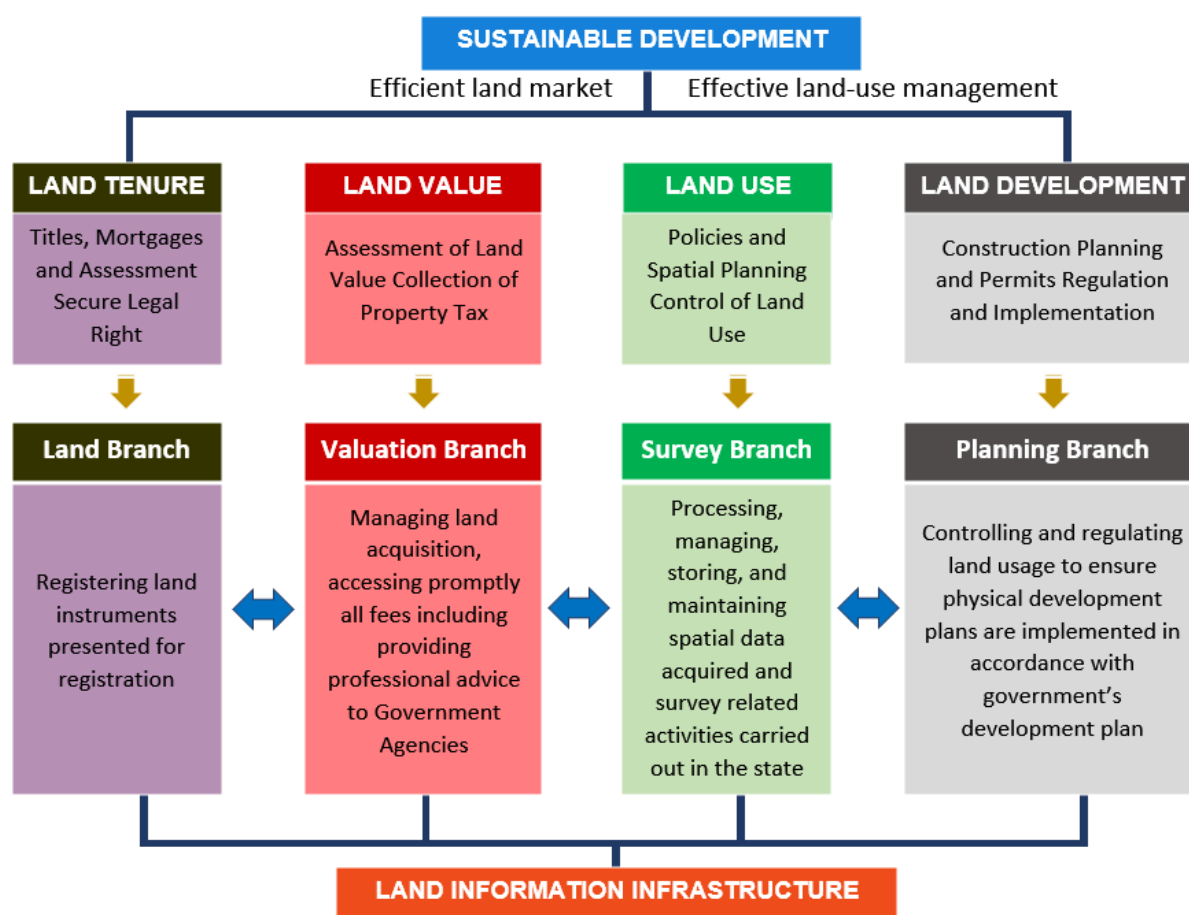 SUSTAINABLE DEVELOPMENT
Efficient land market
Effective land-use management
LAND TENURE
Titles, Mortgages
and Assessment
Secure Legal
Right
LAND VALUE
Assessment of Land
Value Collection of
Property Tax
LAND USE
Policies and
Spatial Planning
Control of Land
Use
LAND DEVELOPMENT
Construction Planning
and Permits Regulation
and Implementation
Land Branch
Registering land
instruments
presented for
registration
Valuation Branch
Managing land
acquisition,
accessing promptly
all fees including
providing
professional advice
to Government
Agencies
Survey Branch
Processing,
managing,
storing, and
maintaining
spatial data
acquired and
survey related
activities carried
out in the state
Planning Branch
Controlling and regulating
land usage to ensure
physical development
plans are implemented in
accordance with
government’s
development plan
LAND INFORMATION INFRASTRUCTURE